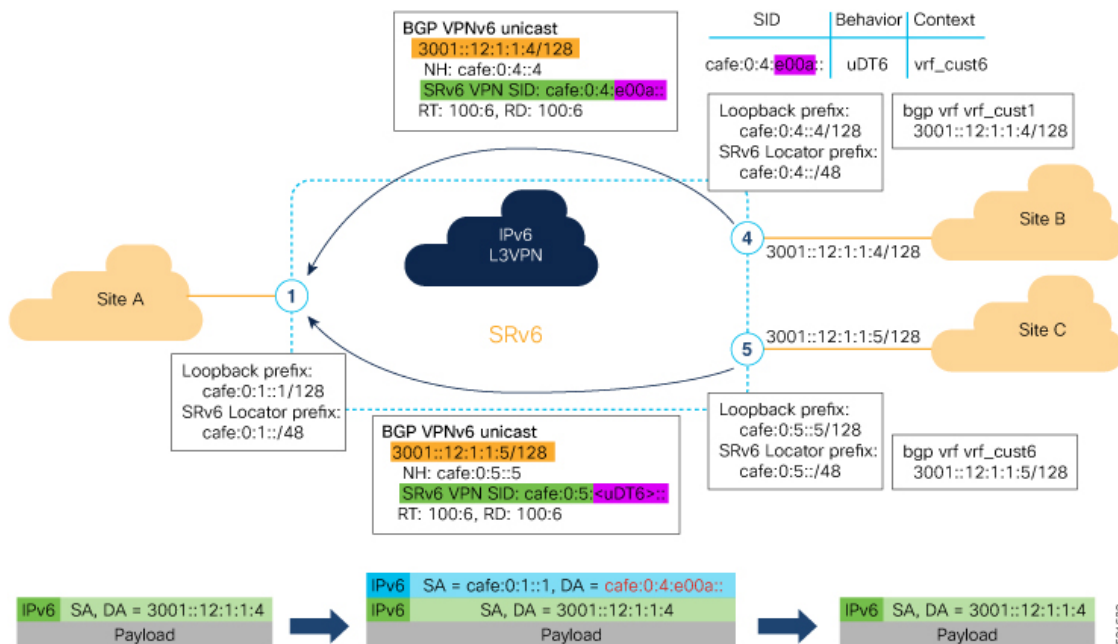 BGP VPNv6 unicast
3001::12:1:1:4/128
NH: cafe:0:4::4
SRv6 VPN SID: cafe:0:4:e00a::
RT: 100:6, RD: 100:6
SID Behavior Context
cafe:0:4:e00a:: uDT6 vrf_cust6
Loopback prefix:
cafe:0:4::4/128
SRv6 Locator prefix:
cafe:0:4::/48
bgp vrf vrf_cust1
3001::12:1:1:4/128
IPv6
L3VPN
4
3001::12:1:1:4/128
Site B
Site A
1
SRv6
5
3001::12:1:1:5/128
Site C
Loopback prefix:
cafe:0:1::1/128
SRv6 Locator prefix:
cafe:0:1::/48
BGP VPNv6 unicast
3001::12:1:1:5/128
NH: cafe:0:5::5
SRv6 VPN SID: cafe:0:5:<uDT6>::
RT: 100:6, RD: 100:6
Loopback prefix:
cafe:0:5::5/128
SRv6 Locator prefix:
cafe:0:5::/48
bgp vrf vrf_cust6
3001::12:1:1:5/128
IPv6 SA, DA = 3001::12:1:1:4
Payload
IPv6 SA = cafe:0:1::1, DA = cafe:0:4:e00a::
IPv6 SA, DA = 3001::12:1:1:4
Payload
IPv6 SA, DA = 3001::12:1:1:4
Payload